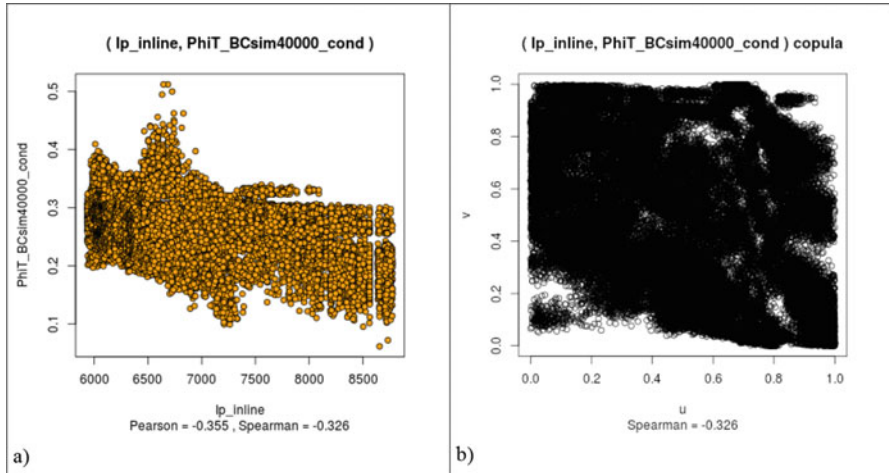 ( Ip_inline, PhiT_BCsim40000_cond )
PhiT_BCsim40000_cond
0.5
0.4
0.3
0.2
0.1
6000 6500 7000 7500 8000 8500
Ip_inline
Pearson = -0.355 , Spearman = -0.326
a)
( Ip_inline, PhiT_BCsim40000_cond ) copula
v
1.0
0.8
0.6
0.4
0.2
0.0
0.0 0.2 0.4 0.6 0.8 1.0
u
Spearman = -0.326
b)